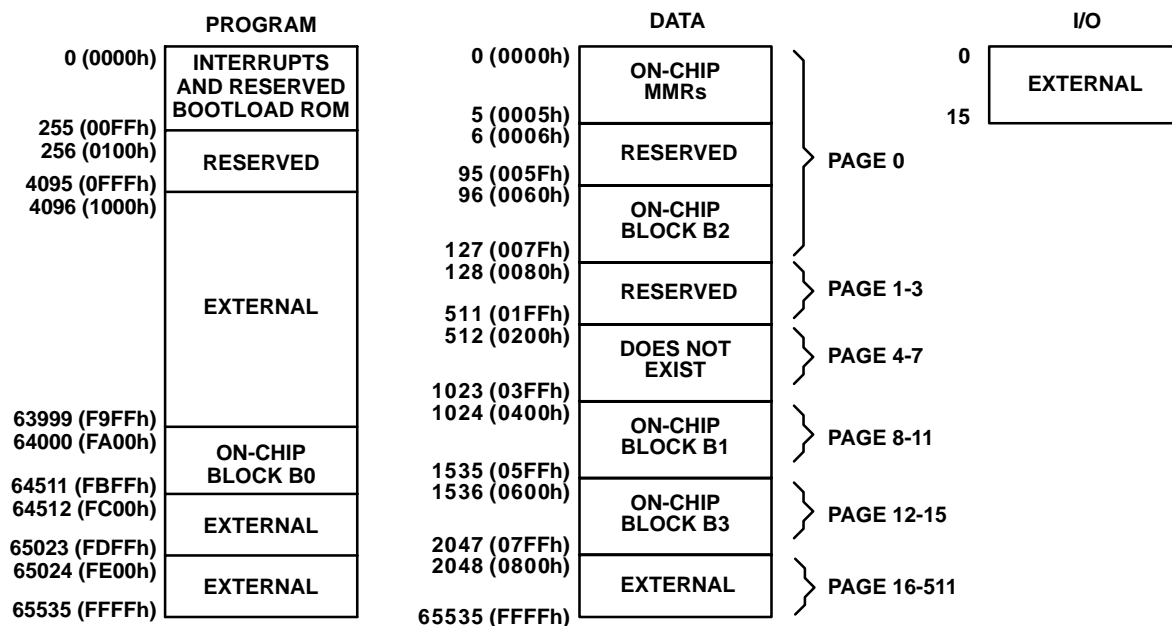 PROGRAM
0 (0000h)
INTERRUPTS
AND RESERVED
BOOTLOAD ROM
255 (00FFh)
256 (0100h)
RESERVED
4095 (0FFFh)
4096 (1000h)
EXTERNAL
63999 (F9FFh)
64000 (FA00h)
ON-CHIP
BLOCK B0
64511 (FBFFh)
64512 (FC00h)
EXTERNAL
65023 (FDFFh)
65024 (FE00h)
EXTERNAL
65535 (FFFFh)
DATA
0 (0000h)
ON-CHIP
MMRs
5 (0005h)
6 (0006h)
RESERVED
95 (005Fh)
96 (0060h)
ON-CHIP
BLOCK B2
127 (007Fh)
128 (0080h)
RESERVED
511 (01FFh)
512 (0200h)
DOES NOT
EXIST
1023 (03FFh)
1024 (0400h)
ON-CHIP
BLOCK B1
1535 (05FFh)
1536 (0600h)
ON-CHIP
BLOCK B3
2047 (07FFh)
2048 (0800h)
EXTERNAL
65535 (FFFFh)
PAGE 0
PAGE 1-3
PAGE 4-7
PAGE 8-11
PAGE 12-15
PAGE 16-511
I/O
0
EXTERNAL
15